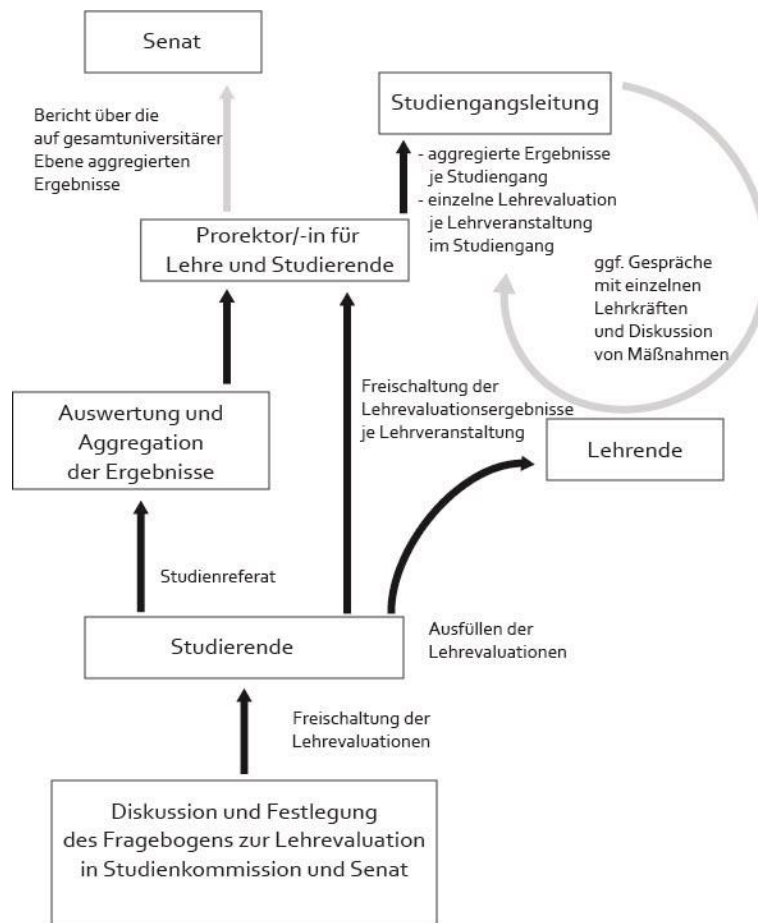 Senat
Studiengangsleitung
Bericht über die
auf gesamtuniversitärer
Ebene aggregierten
Ergebnisse
- aggregierte Ergebnisse
je Studiengang
- einzelne Lehrevaluation
je Lehrveranstaltung
im Studiengang
Prorektor/-in für
Lehre und Studierende
ggf. Gespräche
mit einzelnen
Lehrkräften
und Diskussion
von Mäßnahmen
Freischaltung der
Lehrevaluationsergebnisse
je Lehrveranstaltung
Auswertung und
Aggregation
der Ergebnisse
Lehrende
Studienreferat
Studierende
Ausfüllen der
Lehrevaluationen
Freischaltung der
Lehrevaluationen
Diskussion und Festlegung
des Fragebogens zur Lehrevaluation
in Studienkommission und Senat